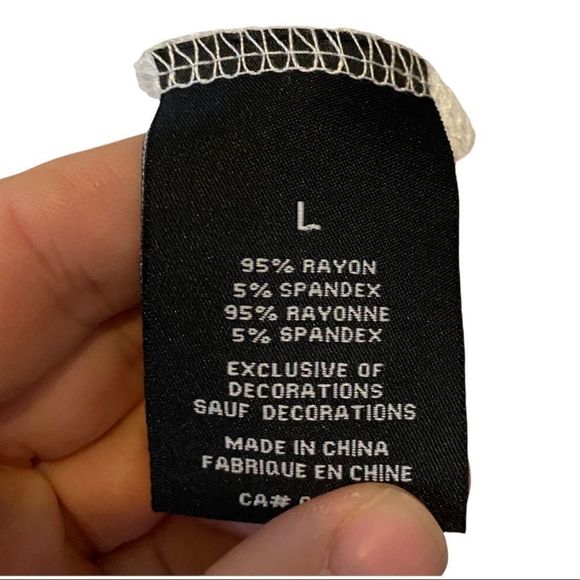 L
95% RAYON
5% SPANDEX
95% RAYONNE
5% SPANDEX
EXCLUSIVE OF
DECORATIONS
SAUF DECORATIONS
MADE IN CHINA
FABRIQUE EN CHINE
CA#